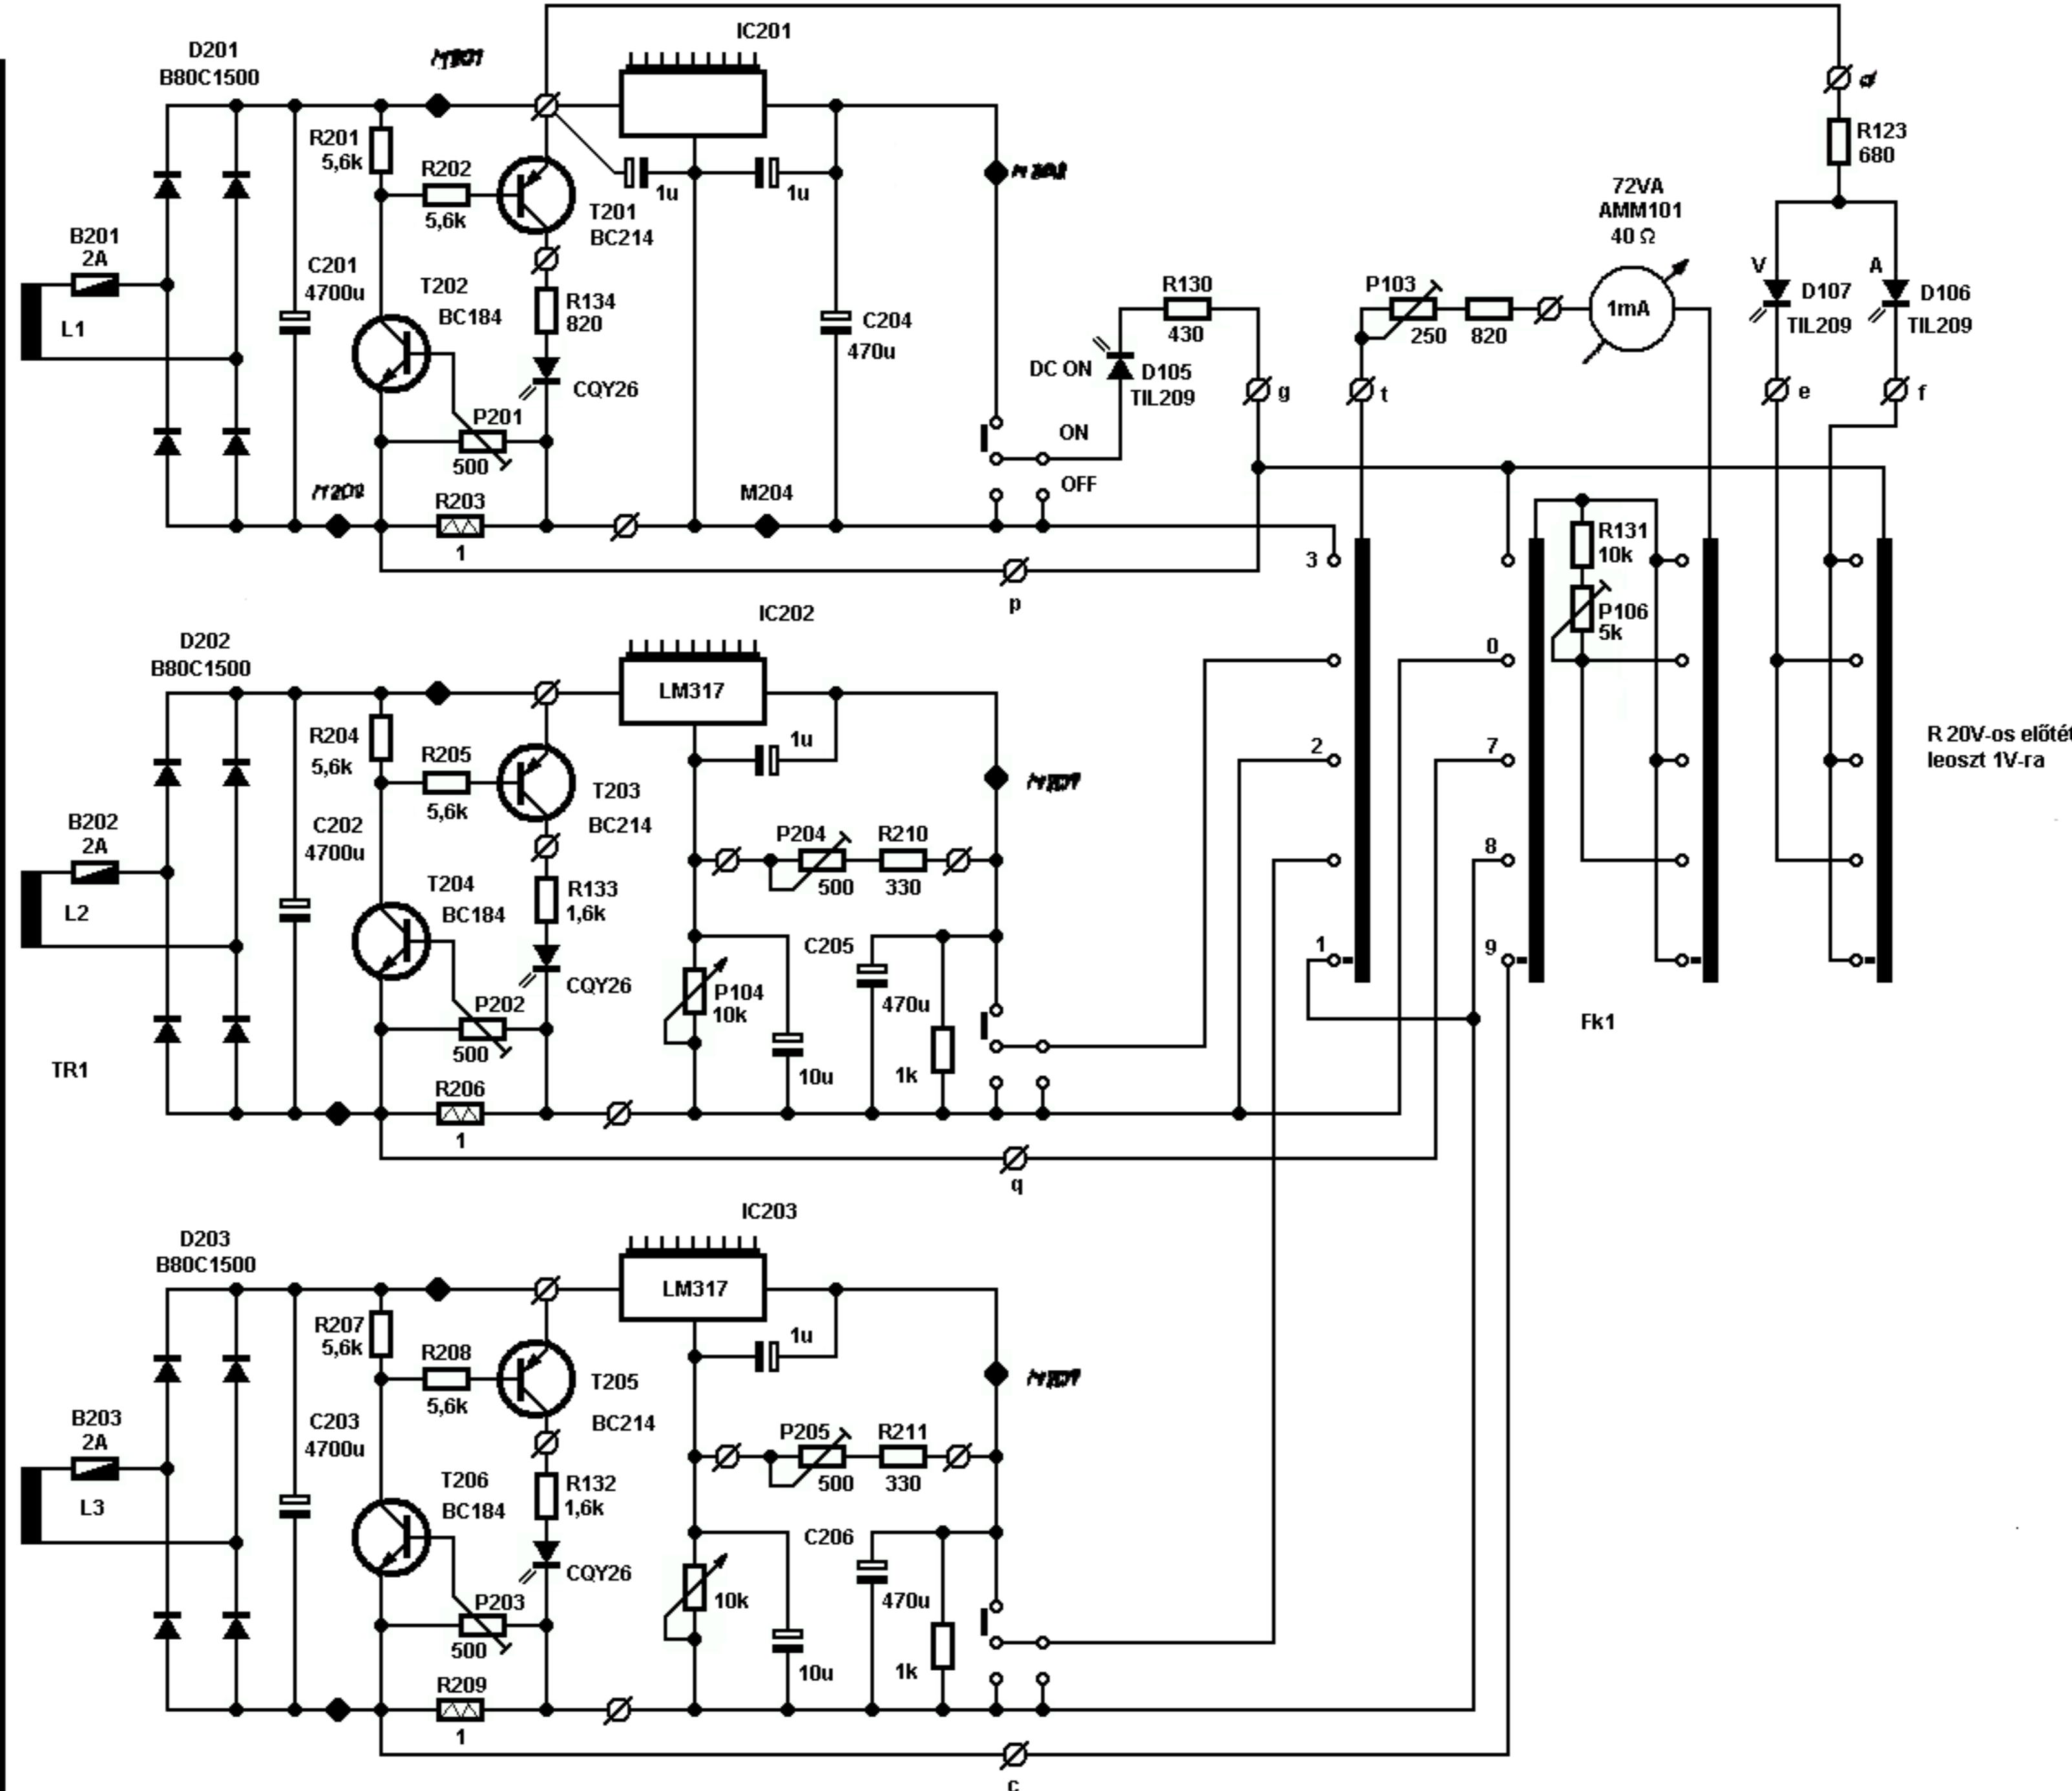 IC201
D201
B80C1500
R201
5,6k
R202
5,6k
1u
1u
T201
BC214
R123
680
72VA
AMM101
40 Ω
B201
2A
L1
C201
4700u
T202
BC184
R134
820
CQY26
C204
470u
R130
430
DC ON
D105
TIL209
g
P103
250
820
t
1mA
V
D107
TIL209
A
D106
TIL209
e
f
P201
500
ON
OFF
M204
R203
1
p
3
R131
10k
P106
5k
IC202
D202
B80C1500
LM317
R204
5,6k
R205
5,6k
1u
T203
BC214
0
2
7
R 20V-os előtét
leoszt 1V-ra
B202
2A
L2
C202
4700u
T204
BC184
R133
1,6k
CQY26
P204
500
R210
330
8
P104
10k
C205
470u
1
9
P202
500
10u
1k
Fk1
TR1
R206
1
q
IC203
D203
B80C1500
LM317
R207
5,6k
R208
5,6k
1u
T205
BC214
B203
2A
L3
C203
4700u
T206
BC184
R132
1,6k
CQY26
P205
500
R211
330
10k
C206
470u
P203
500
10u
1k
R209
1
c